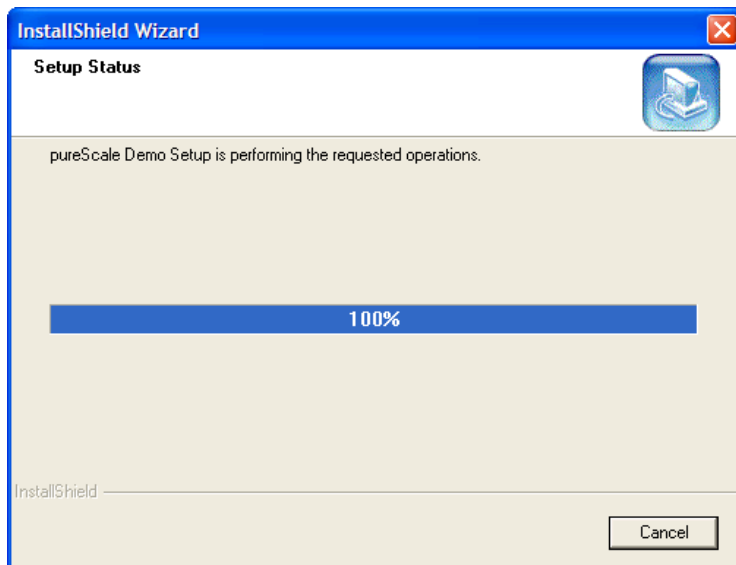 InstallShield Wizard
Setup Status
pureScale Demo Setup is performing the requested operations.
100%
InstallShield
Cancel